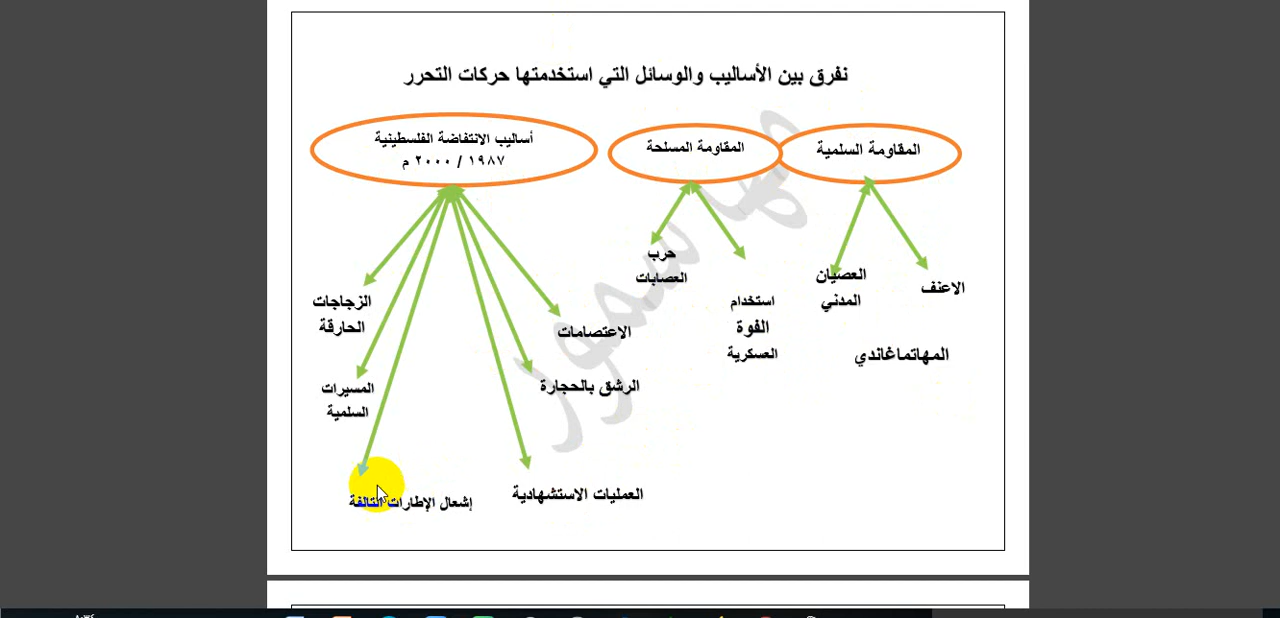 نفرق بين الأساليب والوسائل التي استخدمتها حركات التحرر
المقاومة السلمية
المقاومة المسلحة
أساليب الانتفاضة الفلسطينية
١٩٨٧ / ٢٠٠٠ م
الاعنف
العصيان
المدني
المهاتماغاندي
حرب
العصابات
استخدام
الفوة
العسكرية
الاعتصامات
الرشق بالحجارة
العمليات الاستشهادية
الزجاجات
الحارقة
المسيرات
السلمية
إشعال الإطارات التالفة